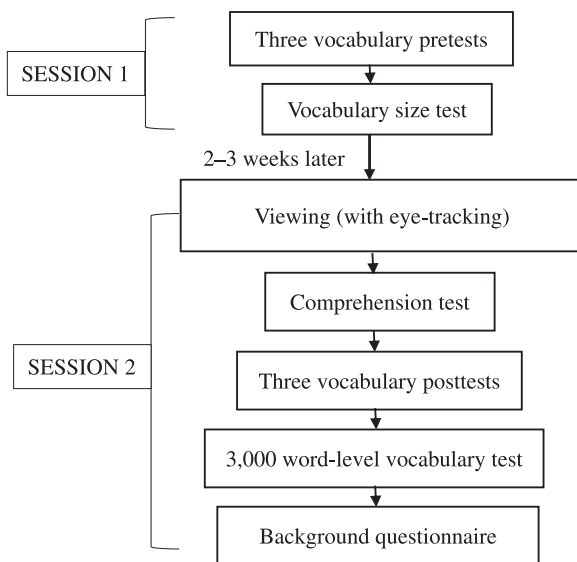 Three vocabulary pretests
SESSION 1
Vocabulary size test
2–3 weeks later
Viewing (with eye-tracking)
Comprehension test
SESSION 2
Three vocabulary posttests
3,000 word-level vocabulary test
Background questionnaire